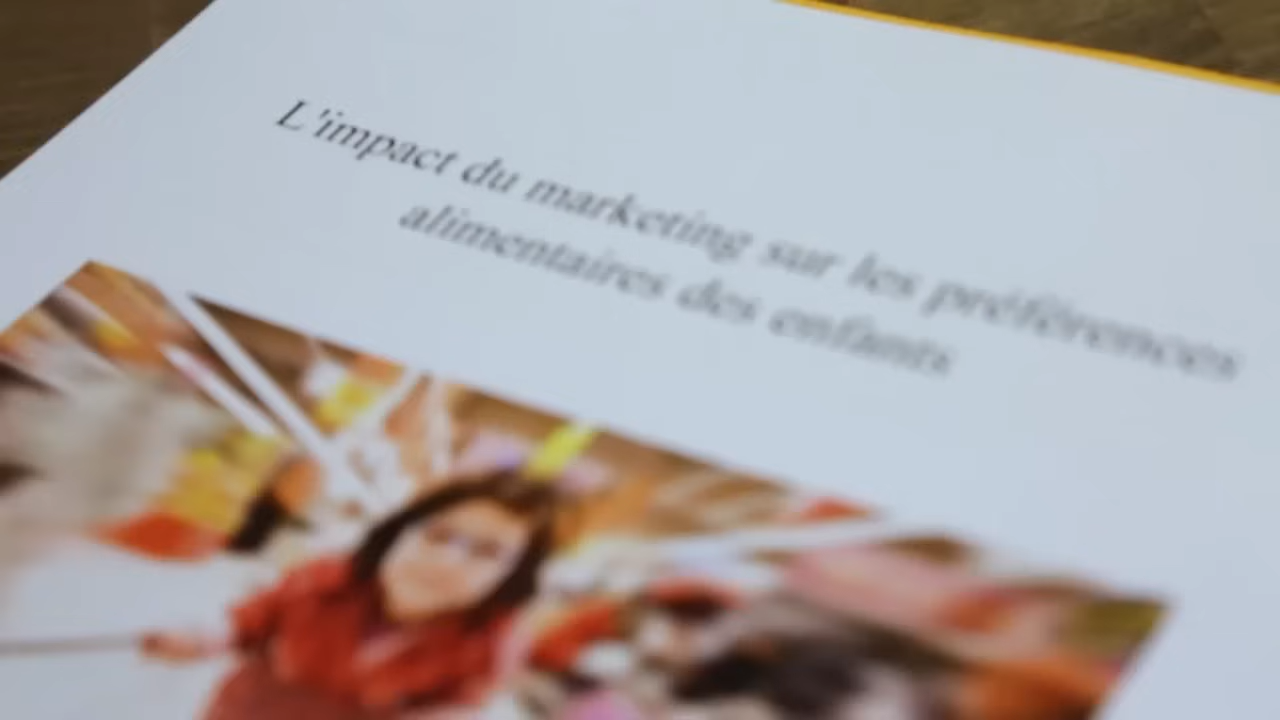 L'impact du marketing sur les préférences
alimentaires des enfants